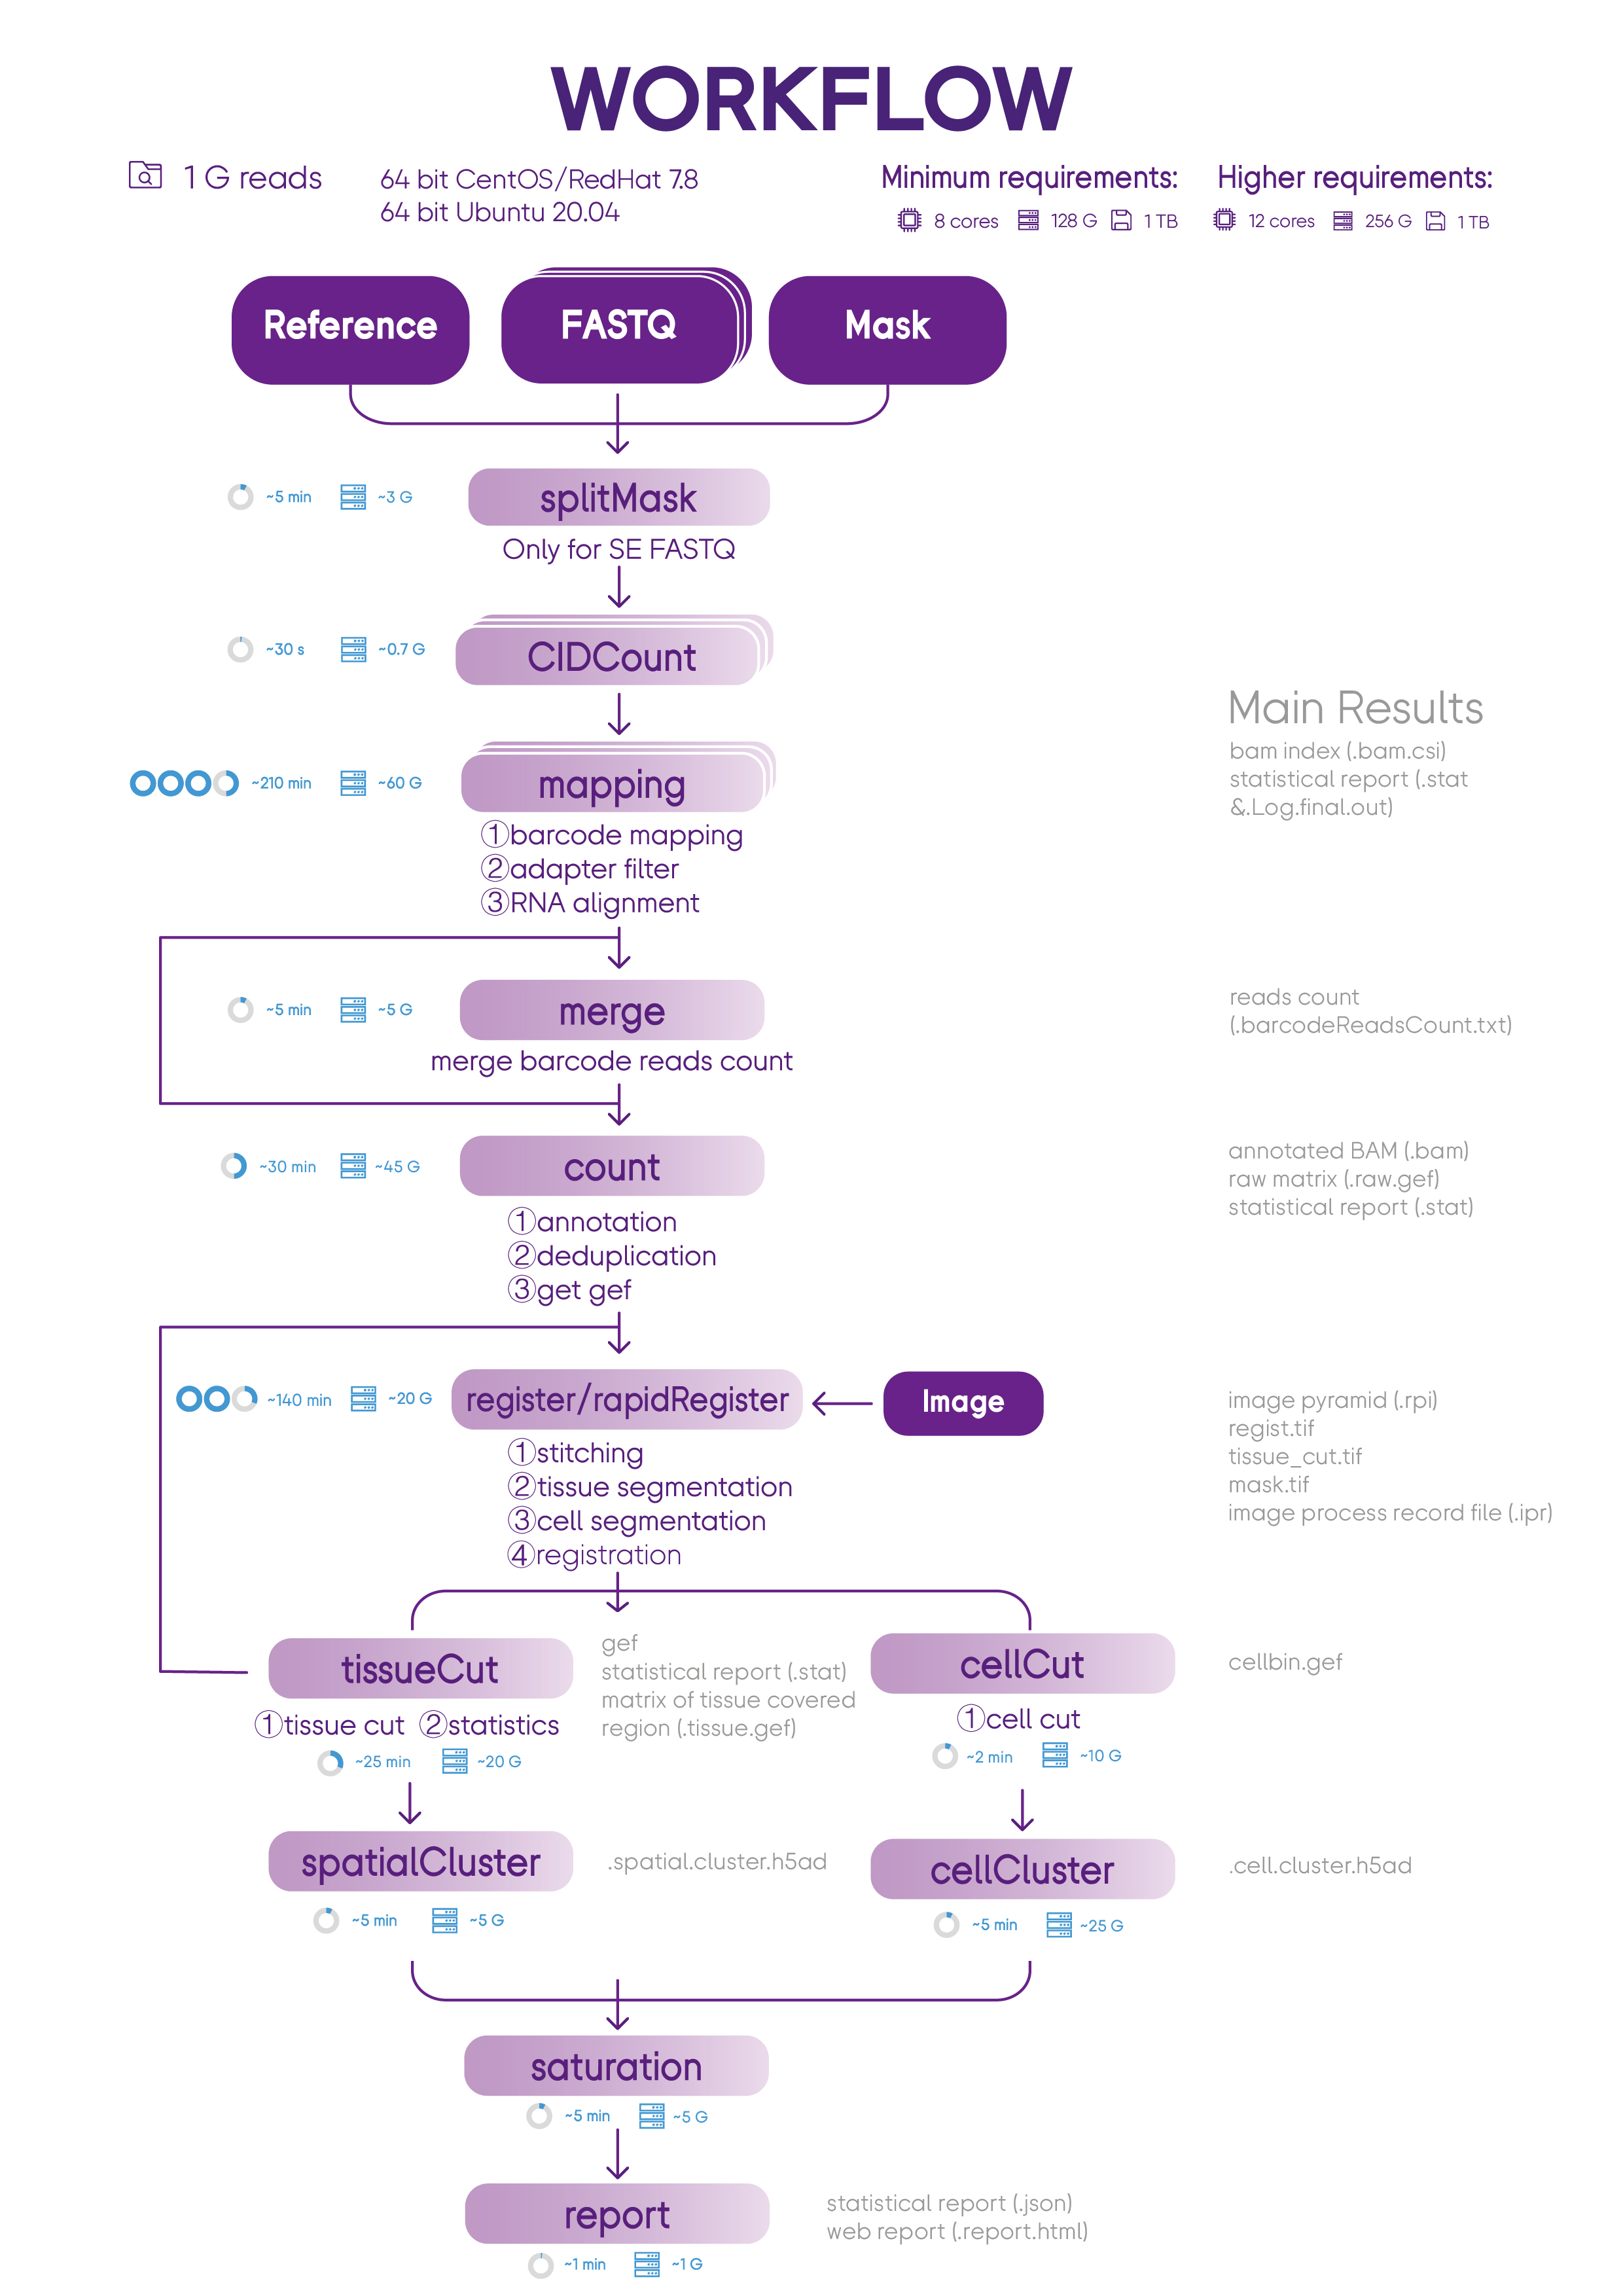 WORKFLOW
1 G reads
64 bit CentOS/RedHat 7.8
64 bit Ubuntu 20.04
Minimum requirements:
8 cores 128 G 1 TB
Higher requirements:
12 cores 256 G 1 TB
Reference
FASTQ
Mask
~5 min ~3 G
splitMask
Only for SE FASTQ
~30 s ~0.7 G
CIDCount
Main Results
~210 min ~60 G
mapping
①barcode mapping
②adapter filter
③RNA alignment
bam index (.bam.csi)
statistical report (.stat
&.Log.final.out)
~5 min ~5 G
merge
merge barcode reads count
reads count
(.barcodeReadsCount.txt)
~30 min ~45 G
count
①annotation
②deduplication
③get gef
annotated BAM (.bam)
raw matrix (.raw.gef)
statistical report (.stat)
~140 min ~20 G
register/rapidRegister
Image
①stitching
②tissue segmentation
③cell segmentation
④registration
image pyramid (.rpi)
regist.tif
tissue_cut.tif
mask.tif
image process record file (.ipr)
tissueCut
①tissue cut ②statistics
~25 min ~20 G
gef
statistical report (.stat)
matrix of tissue covered
region (.tissue.gef)
cellCut
①cell cut
~2 min ~10 G
cellbin.gef
spatialCluster
~5 min ~5 G
.spatial.cluster.h5ad
cellCluster
~5 min ~25 G
.cell.cluster.h5ad
saturation
~5 min ~5 G
report
~1 min ~1 G
statistical report (.json)
web report (.report.html)